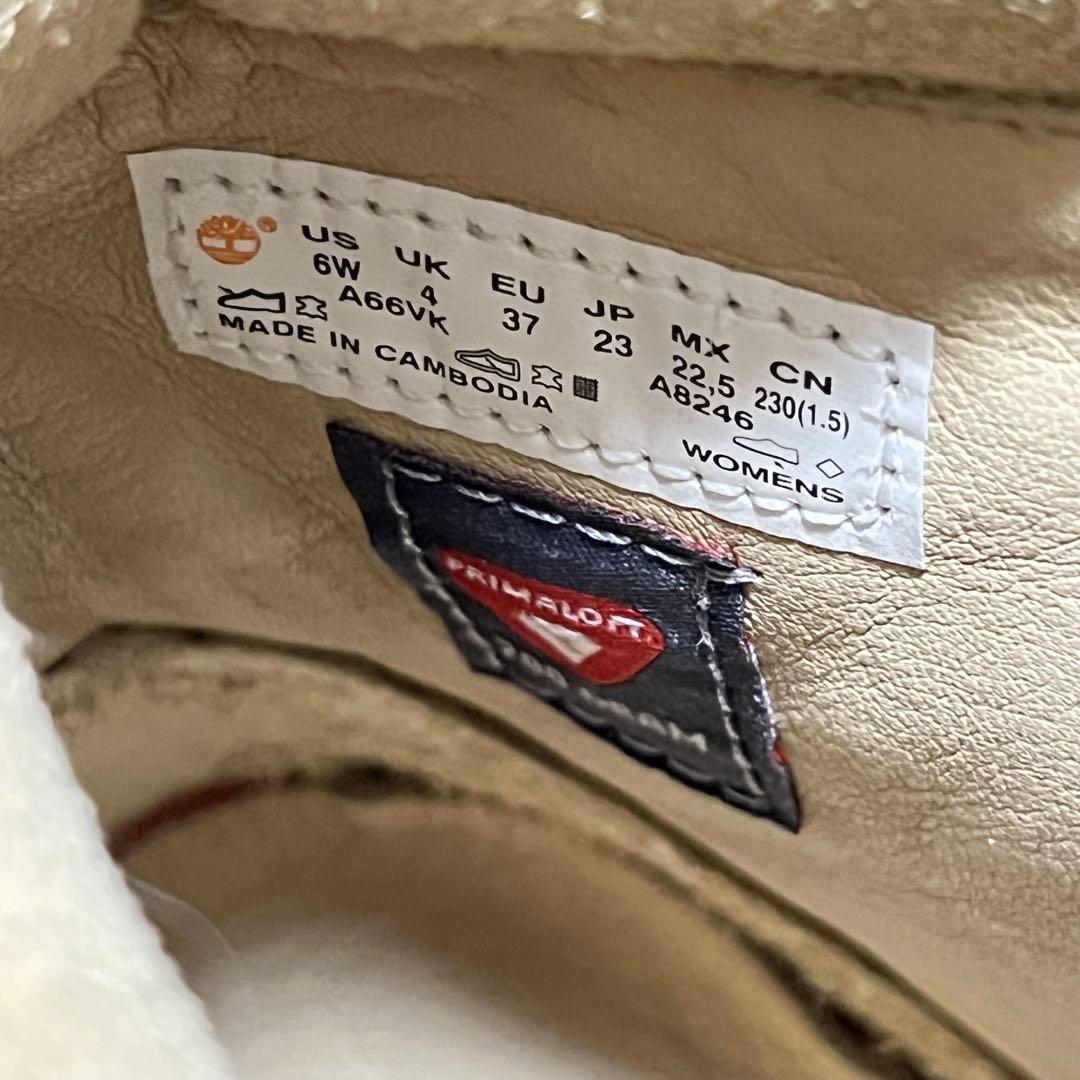 ® US UK EU JP MX CN
6W 4 37 23 22,5 230(1.5)
A66VK A8246
MADE IN CAMBODIA
WOMENS
PRIMALOFT